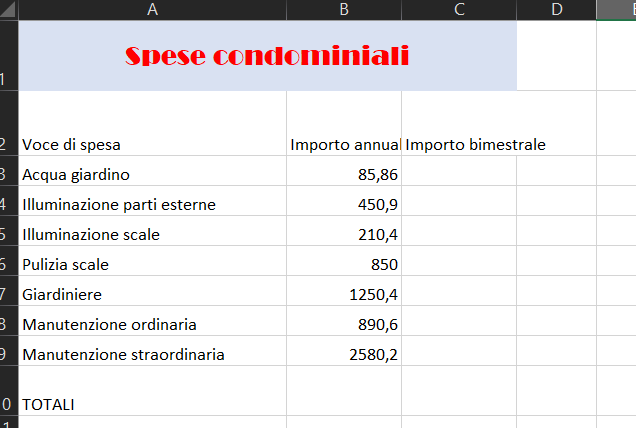 A B C D
1 Spese condominiali
2 Voce di spesa Importo annual Importo bimestrale
3 Acqua giardino 85,86
4 Illuminazione parti esterne 450,9
5 Illuminazione scale 210,4
6 Pulizia scale 850
7 Giardiniere 1250,4
8 Manutenzione ordinaria 890,6
9 Manutenzione straordinaria 2580,2
0 TOTALI